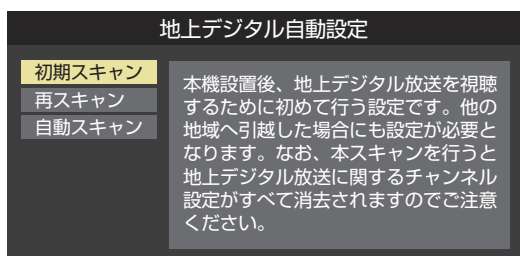 地上デジタル自動設定
初期スキャン
再スキャン
自動スキャン
本機設置後、地上デジタル放送を視聴
するために初めて行う設定です。他の
地域へ引越した場合にも設定が必要と
なります。なお、本スキャンを行うと
地上デジタル放送に関するチャンネル
設定がすべて消去されますのでご注意
ください。